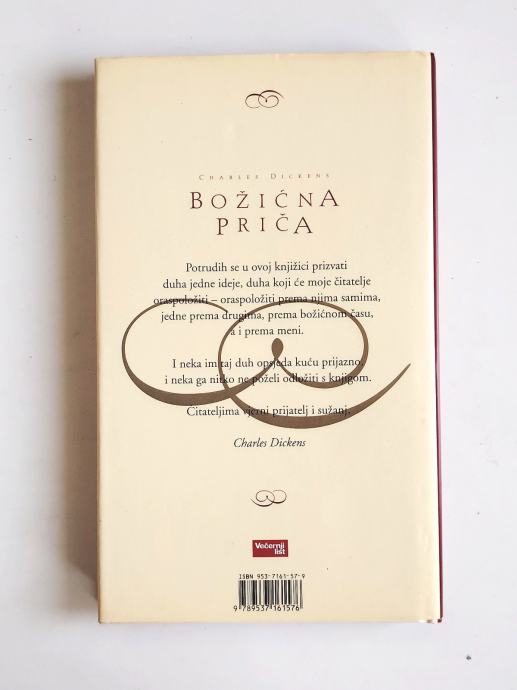 CHARLES DICKENS
BOŽIĆNA
PRIČA
Potrudih se u ovoj knjižici prizvati
duha jedne ideje, duha koji će moje čitatelje
oraspoložiti – oraspoložiti prema njima samima,
jedne prema drugima, prema božićnom času,
a i prema meni.
I neka im taj duh opsjeda kuću prijazno,
i neka ga nitko ne poželi odložiti s knjigom.
Čitateljima vjerni prijatelj i sužanj,
Charles Dickens
Večernji
list
ISBN 953-7161-57-9
9 789537 161576